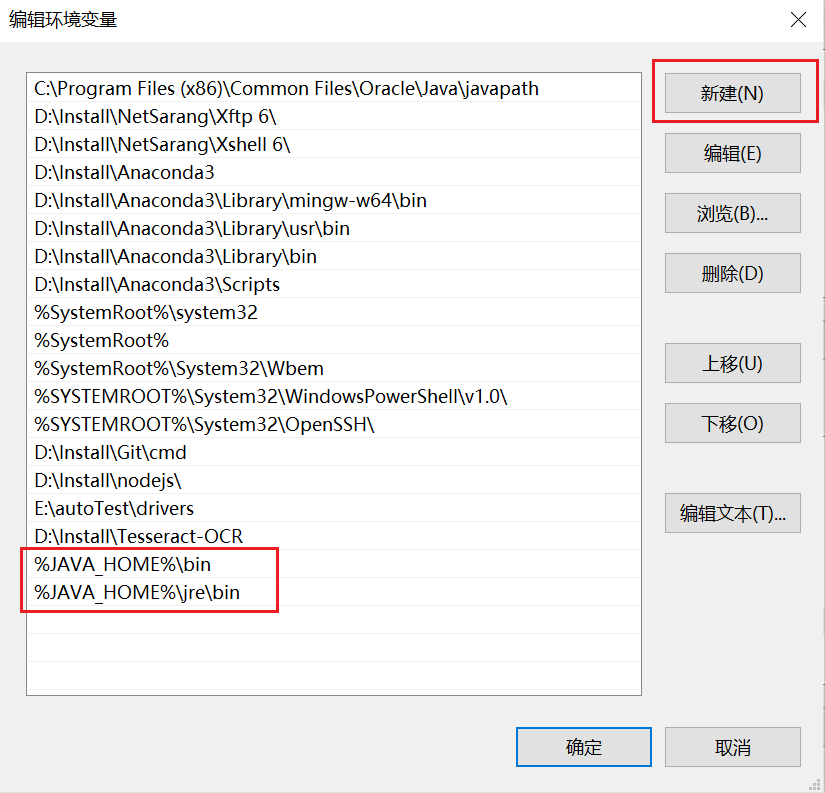 编辑环境变量
C:\Program Files (x86)\Common Files\Oracle\Java\javapath
D:\Install\NetSarang\Xftp 6\
D:\Install\NetSarang\Xshell 6\
D:\Install\Anaconda3
D:\Install\Anaconda3\Library\mingw-w64\bin
D:\Install\Anaconda3\Library\usr\bin
D:\Install\Anaconda3\Library\bin
D:\Install\Anaconda3\Scripts
%SystemRoot%\system32
%SystemRoot%
%SystemRoot%\System32\Wbem
%SYSTEMROOT%\System32\WindowsPowerShell\v1.0\
%SYSTEMROOT%\System32\OpenSSH\
D:\Install\Git\cmd
D:\Install\nodejs\
E:\autoTest\drivers
D:\Install\Tesseract-OCR
%JAVA_HOME%\bin
%JAVA_HOME%\jre\bin
新建(N)
编辑(E)
浏览(B)...
删除(D)
上移(U)
下移(O)
编辑文本(T)...
确定
取消